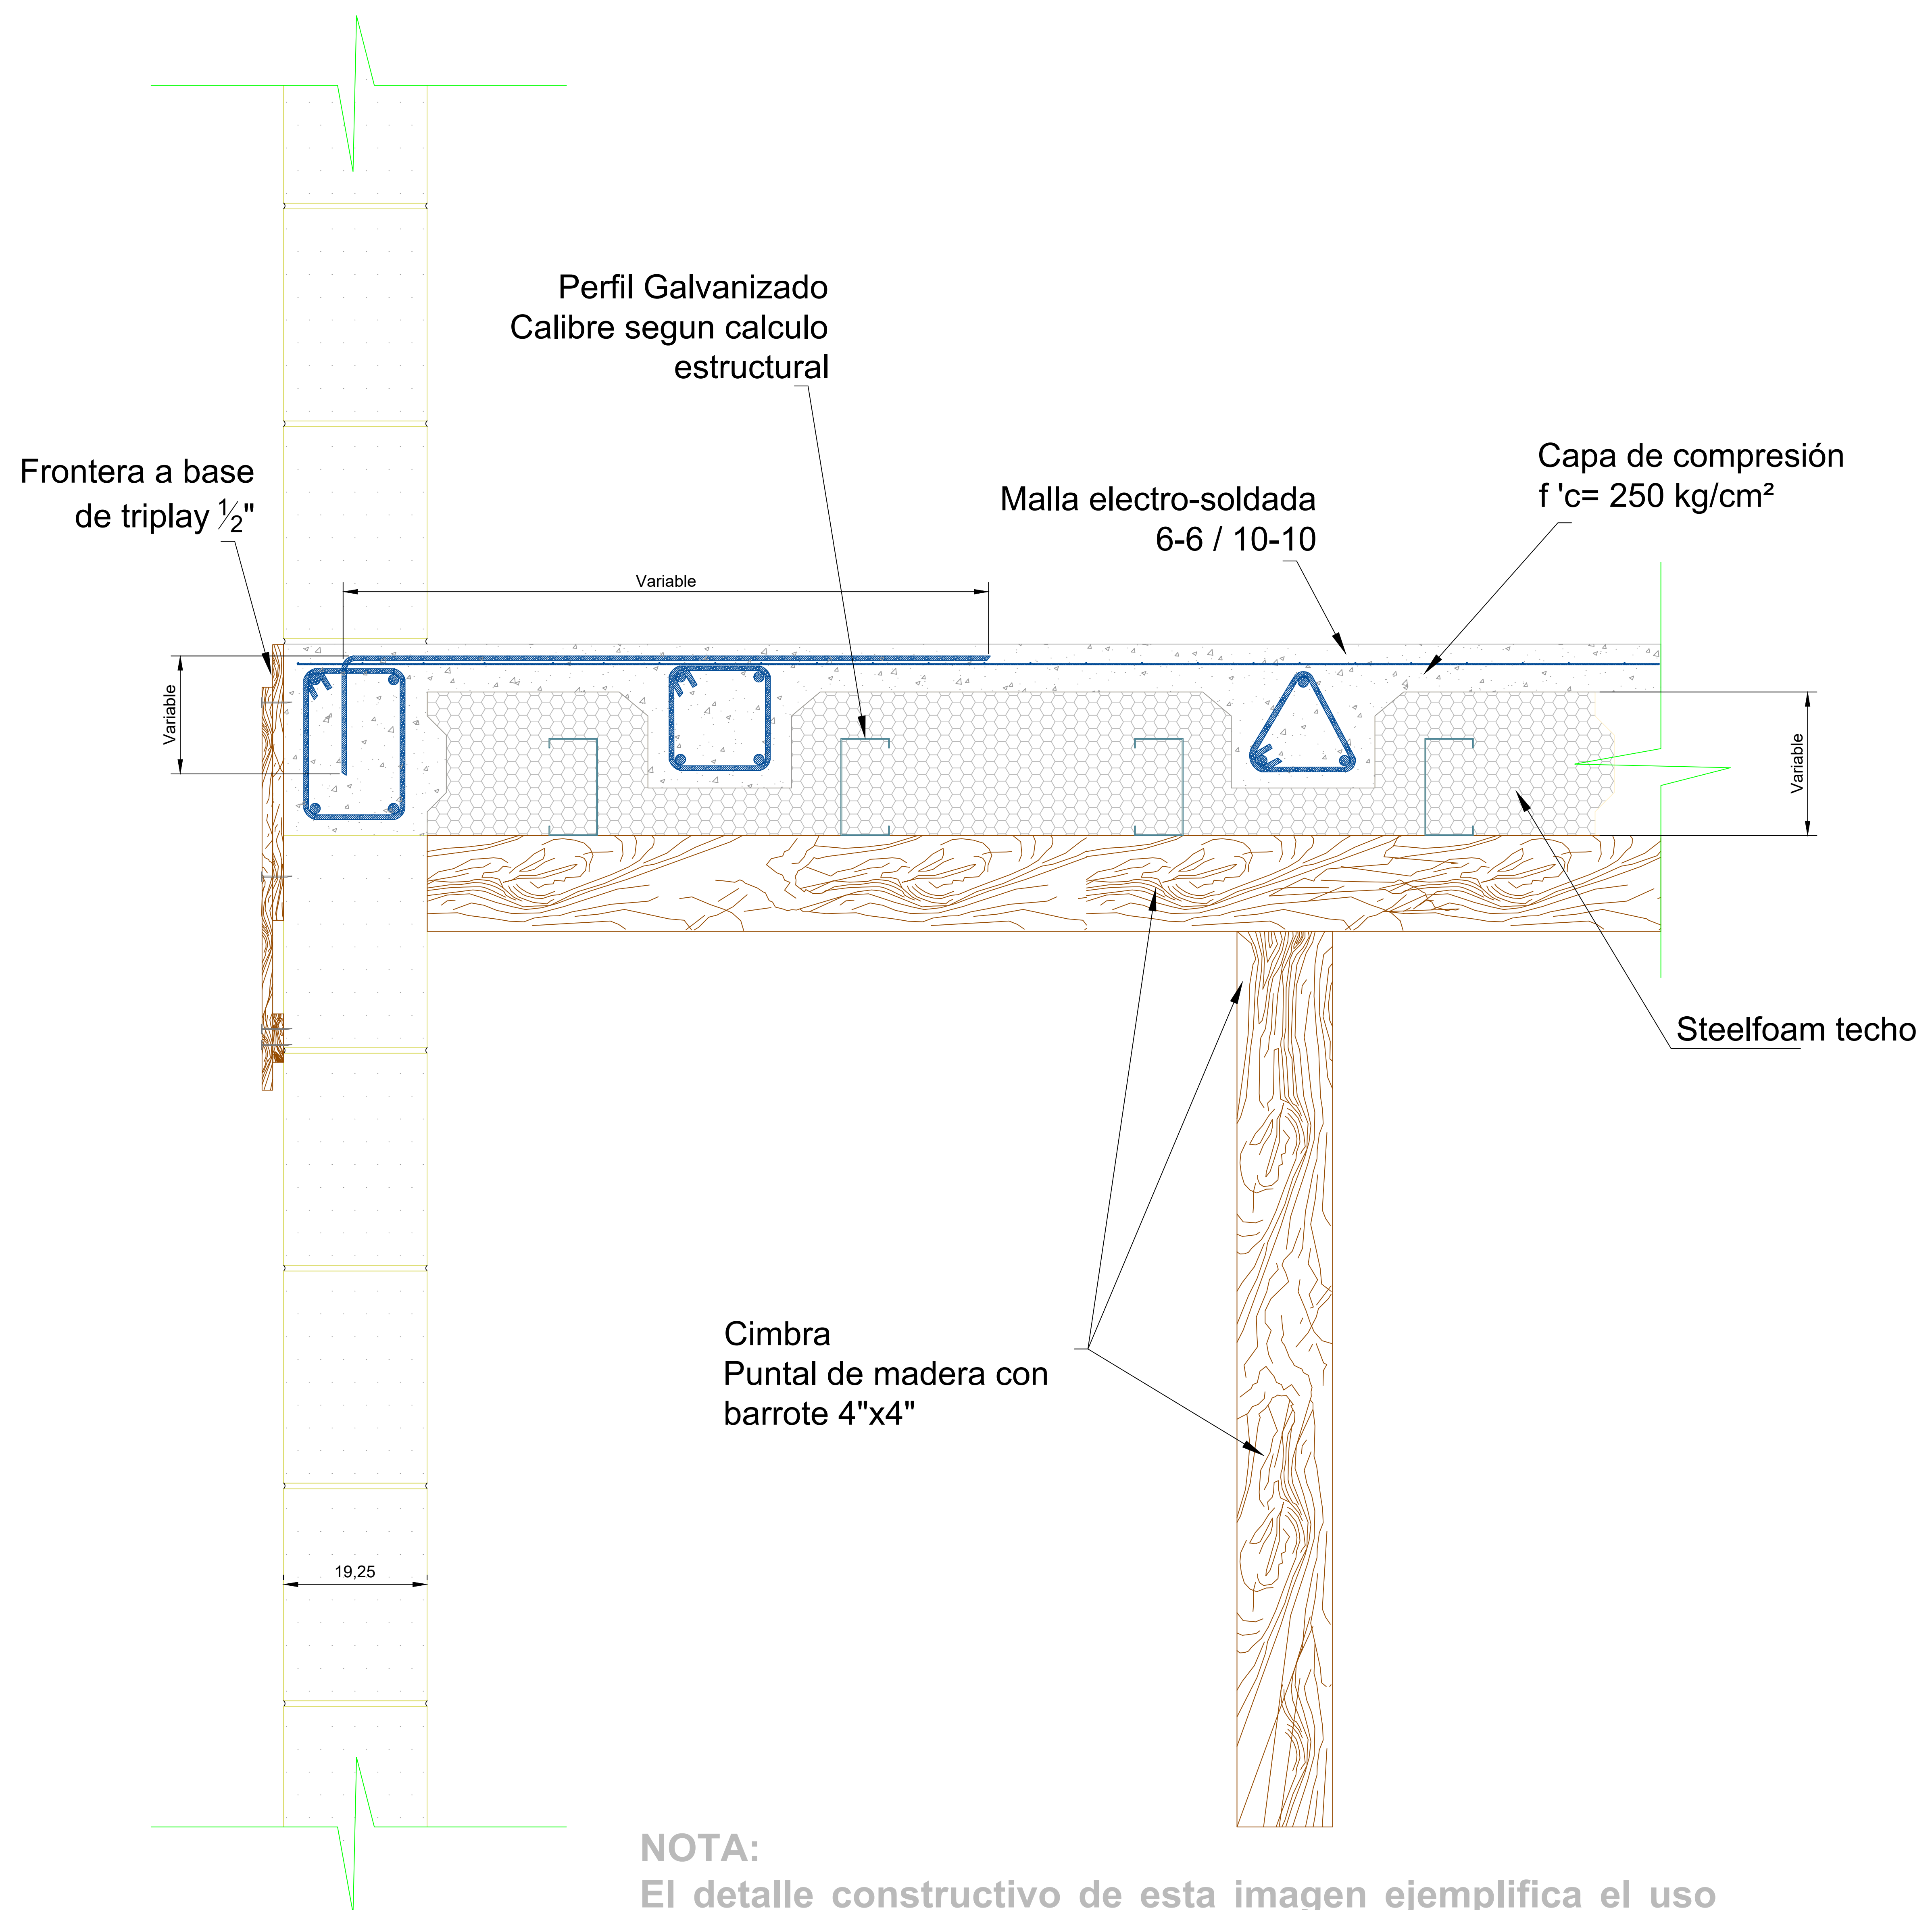 Perfil Galvanizado
Calibre segun calculo
estructural
Frontera a base
de triplay ½"
Capa de compresión
f 'c= 250 kg/cm²
Malla electro-soldada
6-6 / 10-10
Variable
Variable
Variable
Steelfoam techo
Cimbra
Puntal de madera con
barrote 4"x4"
19,25
NOTA:
El detalle constructivo de esta imagen ejemplifica el uso